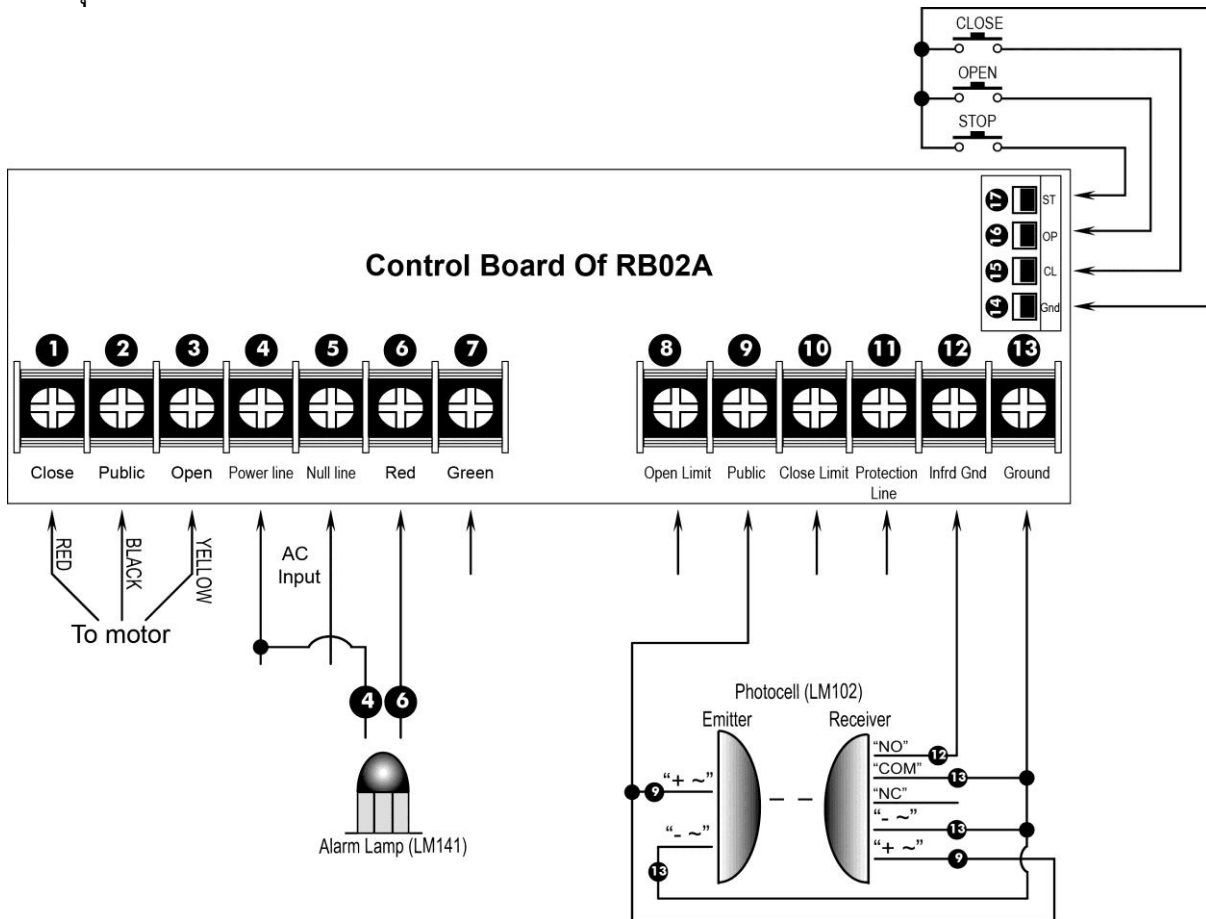 CLOSE
OPEN
STOP
17 ST
16 OP
15 CL
14 Gnd
Control Board Of RB02A
1 2 3 4 5 6 7 8 9 10 11 12 13
Close Public Open Power line Null line Red Green Open Limit Public Close Limit Protection Line Infrd Gnd Ground
RED
BLACK
YELLOW
AC
Input
To motor
4 6
Alarm Lamp (LM141)
Photocell (LM102)
Emitter Receiver
9 “+ ~”
“- ~”
13
“NO” 12
“COM” 13
“NC”
“- ~” 13
“+ ~” 9